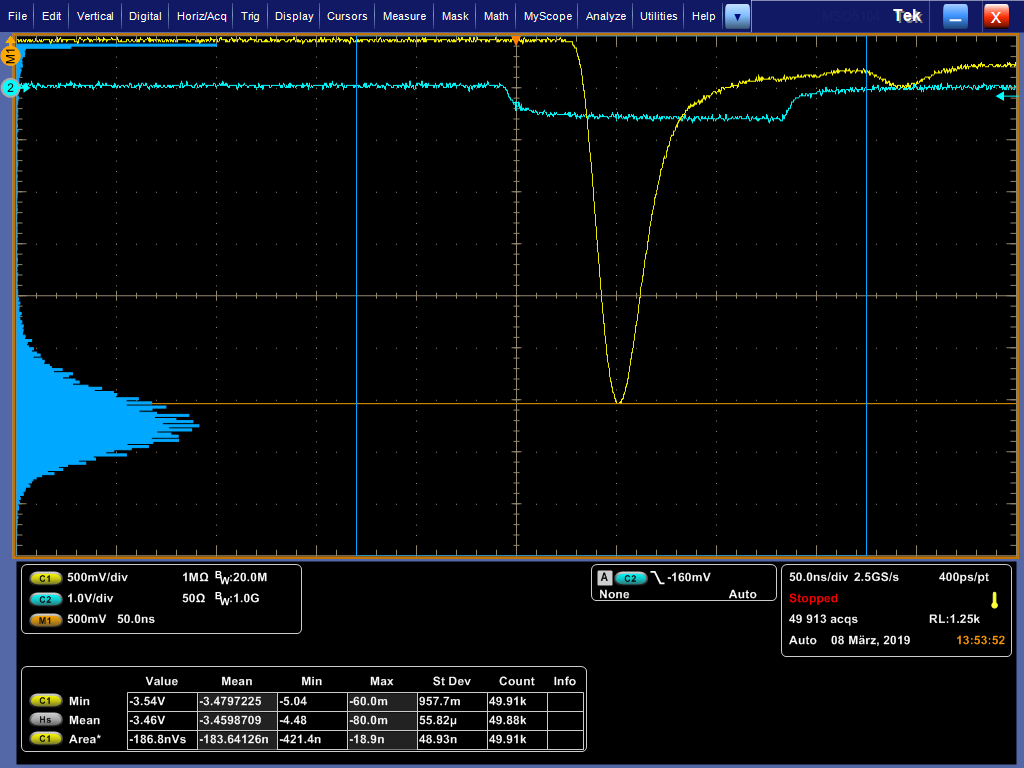 File Edit Vertical Digital Horiz/Acq Trig Display Cursors Measure Mask Math MyScope Analyze Utilities Help Tek X
M1
2
C1 500mV/div 1MΩ BW:20.0M
C2 1.0V/div 50Ω BW:1.0G
M1 500mV 50.0ns
A C2 -160mV
None Auto
50.0ns/div 2.5GS/s 400ps/pt
Stopped
49 913 acqs RL:1.25k
Auto 08 März, 2019 13:53:52
Value Mean Min Max St Dev Count Info
C1 Min -3.54V -3.4797225 -5.04 -60.0m 957.7m 49.91k
Hs Mean -3.46V -3.4598709 -4.48 -80.0m 55.82µ 49.88k
C1 Area* -186.8nVs -183.64126n -421.4n -18.9n 48.93n 49.91k